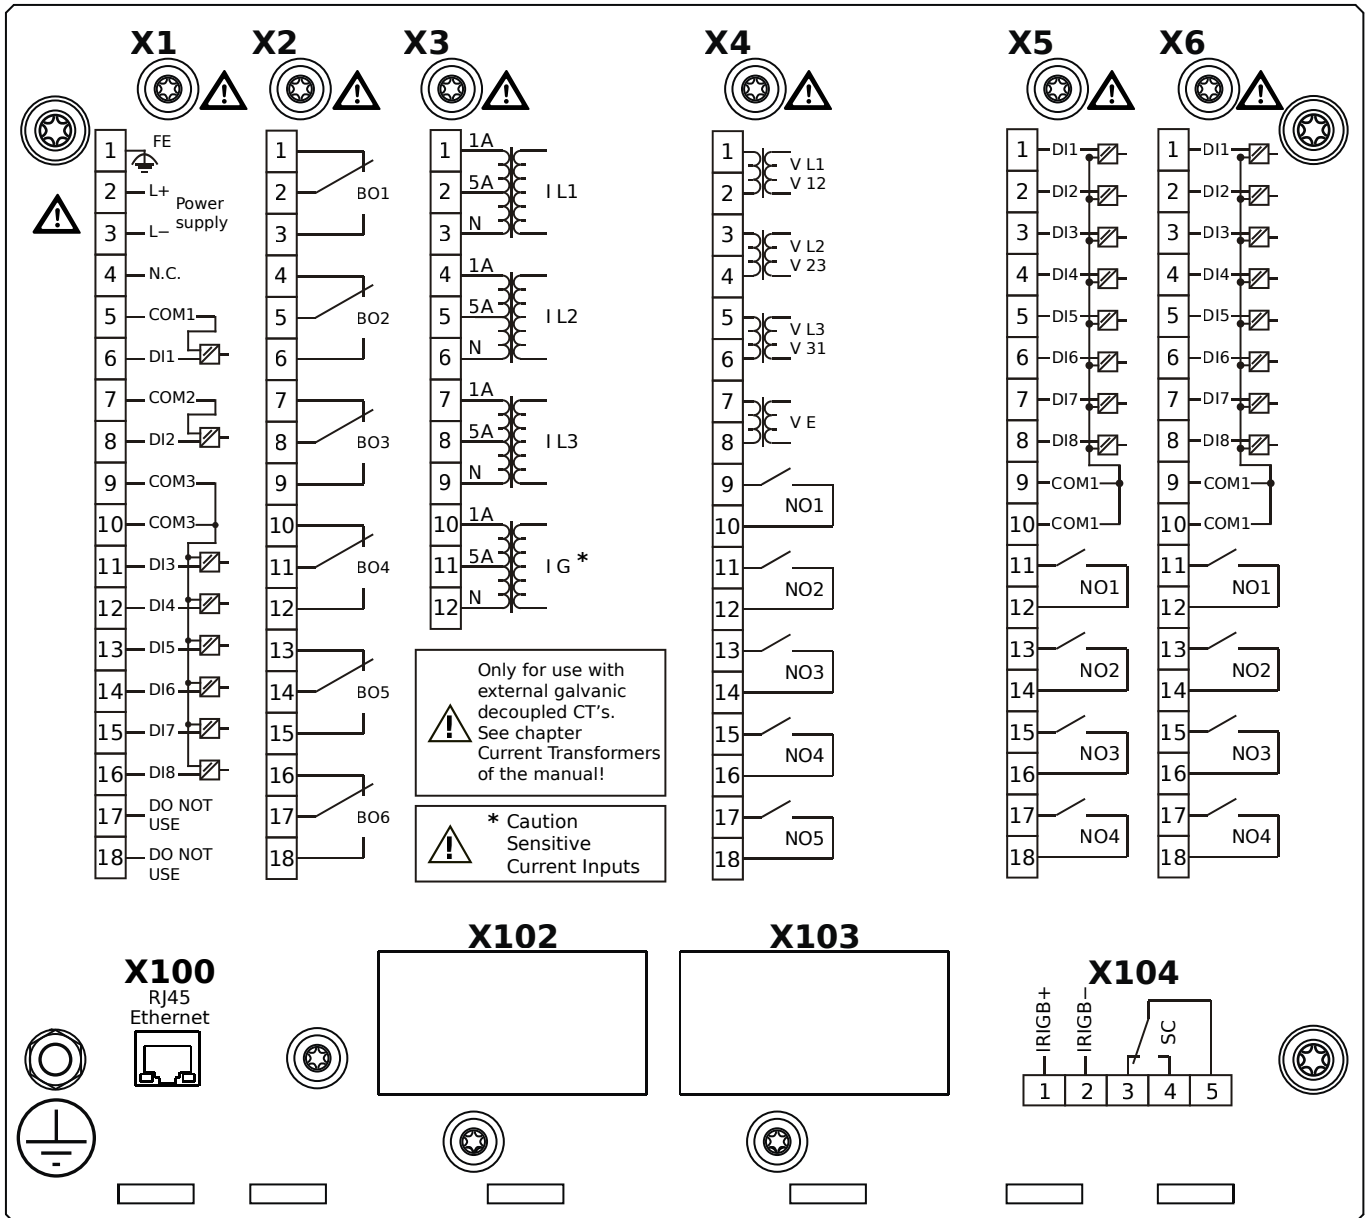 X1
X2
X3
X4
X5
X6
1 FE
2 L+
Power
supply
3 L−
4 N.C.
5 COM1
6 DI1
7 COM2
8 DI2
9 COM3
10 COM3
11 DI3
12 DI4
13 DI5
14 DI6
15 DI7
16 DI8
17 DO NOT
USE
18 DO NOT
USE
1
2 BO1
3
4
5 BO2
6
7
8 BO3
9
10
11 BO4
12
13
14 BO5
15
16
17 BO6
18
1 1A
2 5A I L1
3 N
4 1A
5 5A I L2
6 N
7 1A
8 5A I L3
9 N
10 1A
11 5A I G *
12 N
Only for use with
external galvanic
decoupled CT's.
See chapter
Current Transformers
of the manual!
* Caution
Sensitive
Current Inputs
1 V L1
2 V 12
3 V L2
4 V 23
5 V L3
6 V 31
7 V E
8
9
NO1
10
11
NO2
12
13
NO3
14
15
NO4
16
17
NO5
18
1 DI1
2 DI2
3 DI3
4 DI4
5 DI5
6 DI6
7 DI7
8 DI8
9 COM1
10 COM1
11
NO1
12
13
NO2
14
15
NO3
16
17
NO4
18
1 DI1
2 DI2
3 DI3
4 DI4
5 DI5
6 DI6
7 DI7
8 DI8
9 COM1
10 COM1
11
NO1
12
13
NO2
14
15
NO3
16
17
NO4
18
X100
RJ45
Ethernet
X102
X103
X104
IRIGB+
IRIGB−
SC
1 2 3 4 5